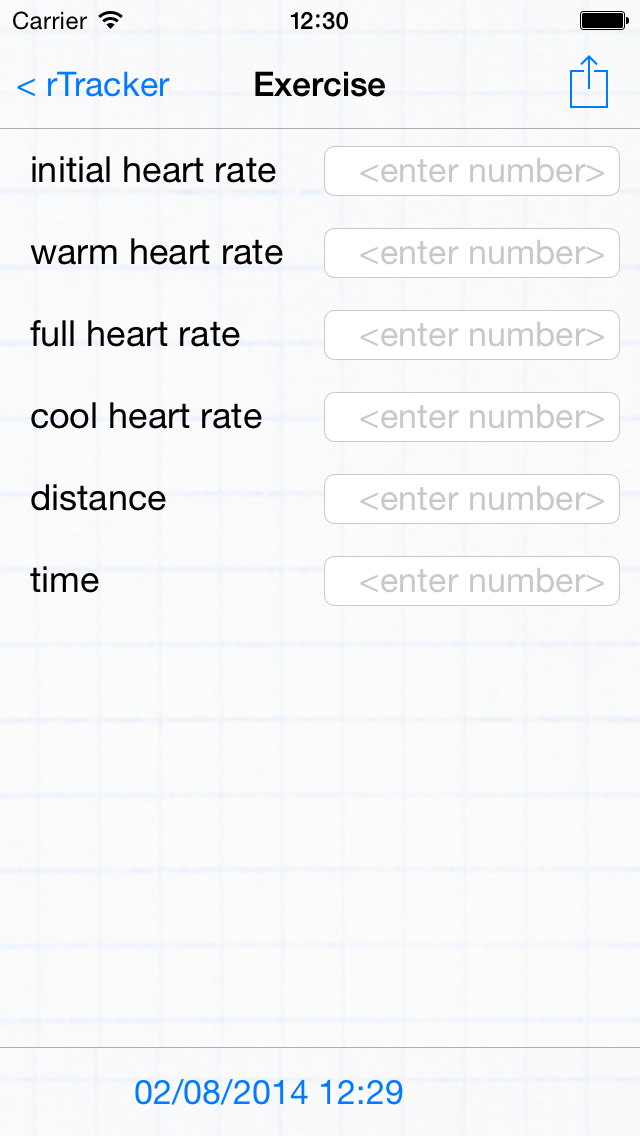 Carrier 12:30
< rTracker Exercise
initial heart rate <enter number>
warm heart rate <enter number>
full heart rate <enter number>
cool heart rate <enter number>
distance <enter number>
time <enter number>
02/08/2014 12:29